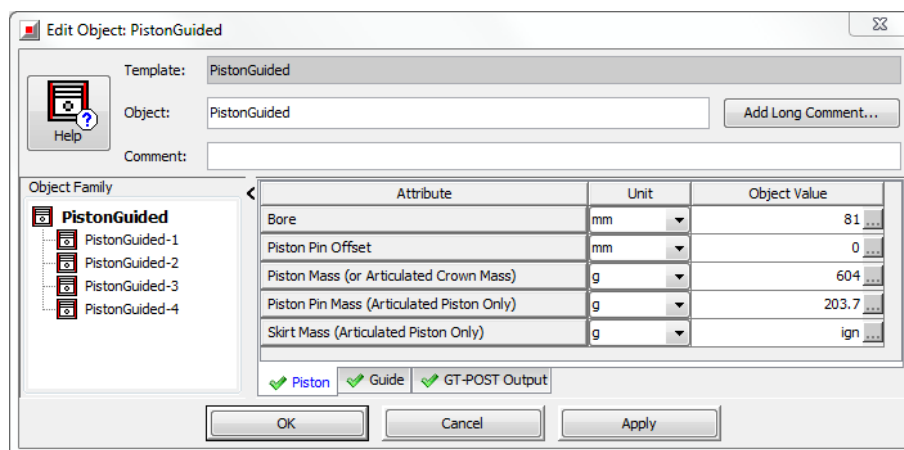 Edit Object: PistonGuided
Template: PistonGuided
Object: PistonGuided Add Long Comment...
Help
Comment:
Object Family
PistonGuided
PistonGuided-1
PistonGuided-2
PistonGuided-3
PistonGuided-4
Attribute Unit Object Value
Bore mm 81 ...
Piston Pin Offset mm 0 ...
Piston Mass (or Articulated Crown Mass) g 604 ...
Piston Pin Mass (Articulated Piston Only) g 203.7 ...
Skirt Mass (Articulated Piston Only) g ign ...
Piston Guide GT-POST Output
OK Cancel Apply